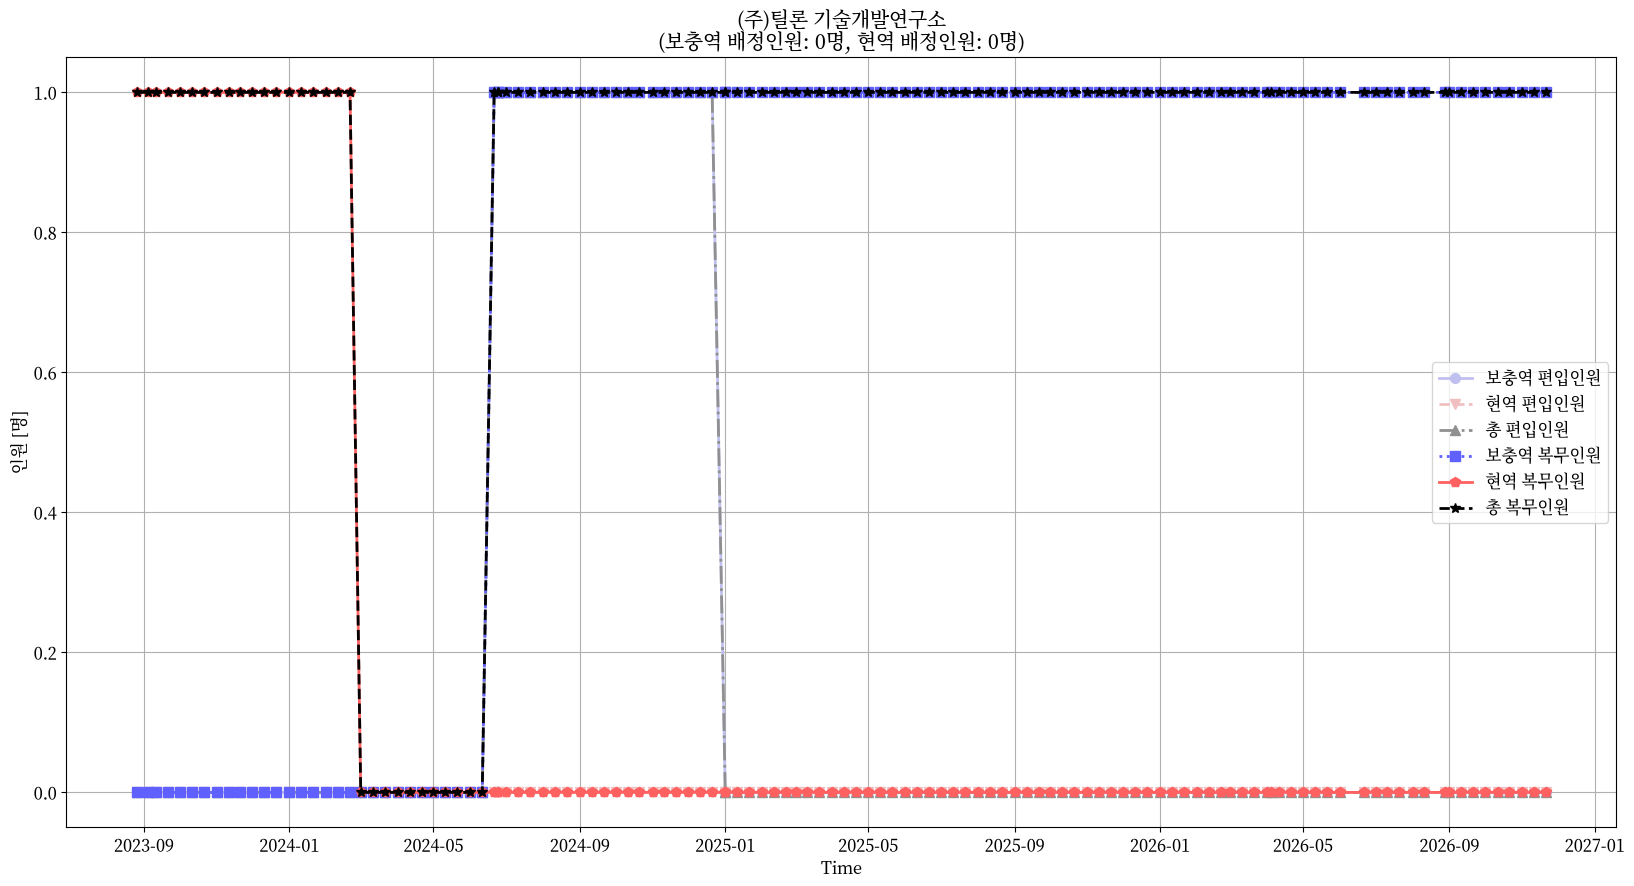 (주)틸론 기술개발연구소
(보충역 배정인원: 0명, 현역 배정인원: 0명)
1.0
0.8
0.6
0.4
0.2
0.0
인원 [명]
보충역 편입인원
현역 편입인원
총 편입인원
보충역 복무인원
현역 복무인원
총 복무인원
2023-09 2024-01 2024-05 2024-09 2025-01 2025-05 2025-09 2026-01 2026-05 2026-09 2027-01
Time